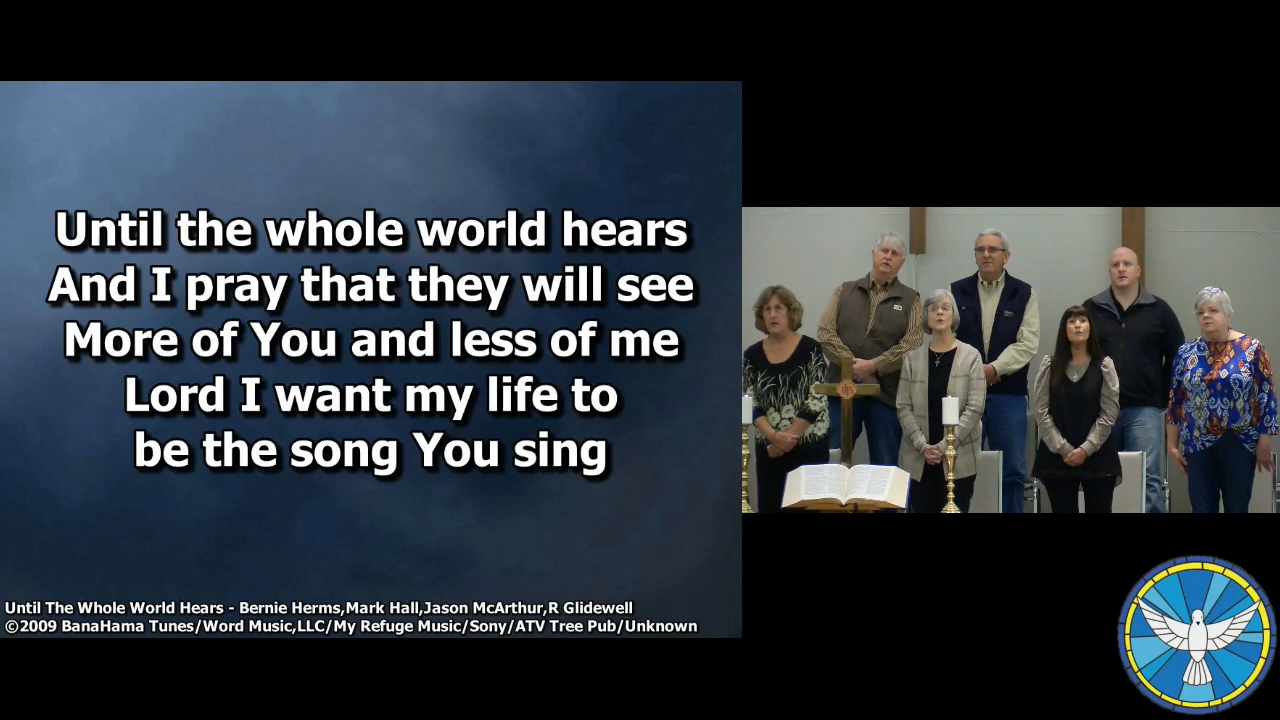 Until the whole world hears
And I pray that they will see
More of You and less of me
Lord I want my life to
be the song You sing
Until The Whole World Hears - Bernie Herms,Mark Hall,Jason McArthur,R Glidewell
©2009 BanaHama Tunes/Word Music,LLC/My Refuge Music/Sony/ATV Tree Pub/Unknown